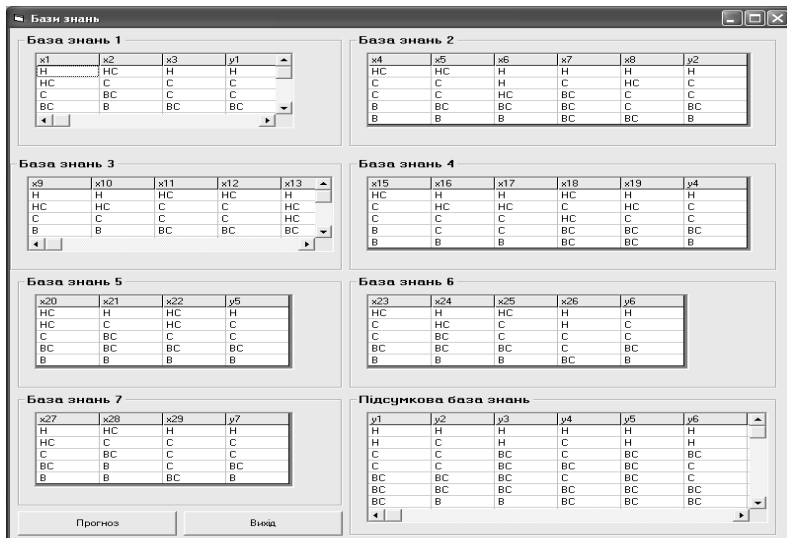 Бази знань
База знань 1
x1 x2 x3 y1
Н НС Н Н
НС С С С
С ВС С С
ВС В ВС ВС
База знань 2
x4 x5 x6 x7 x8 y2
НС НС Н Н Н Н
С С Н С НС С
С С НС ВС С С
В ВС ВС ВС С ВС
В В В ВС В В
База знань 3
x9 x10 x11 x12 x13
Н Н НС НС Н
НС НС С С НС
С С С С НС
В В ВС ВС ВС
База знань 4
x15 x16 x17 x18 x19 y4
НС Н Н Н Н Н
С НС НС С НС С
С С С НС С С
В С С ВС ВС ВС
В В В ВС ВС В
База знань 5
x20 x21 x22 y5
НС Н НС Н
НС С НС С
С ВС С С
ВС ВС ВС ВС
В В В В
База знань 6
x23 x24 x25 x26 y6
НС Н НС Н Н
С НС С Н С
С С ВС С С
ВС ВС ВС С ВС
В В В ВС В
База знань 7
x27 x28 x29 y7
Н НС Н Н
НС С С С
С ВС С С
ВС В С ВС
В В ВС В
Підсумкова база знань
y1 y2 y3 y4 y5 y6
Н Н Н Н Н Н
Н С Н С Н Н
С С С ВС С ВС
С С ВС ВС ВС С
ВС ВС ВС С ВС С
ВС ВС ВС ВС ВС ВС
ВС В В ВС ВС ВС
Прогноз Вихід